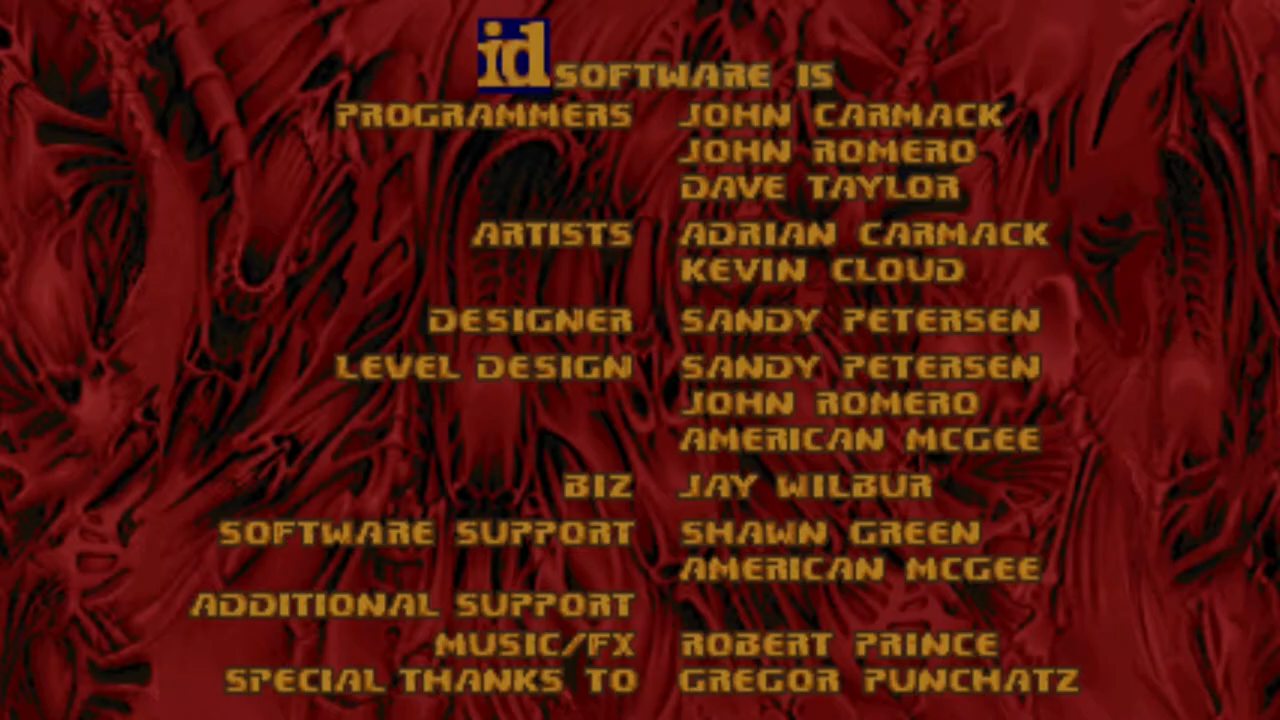 id SOFTWARE IS
PROGRAMMERS JOHN CARMACK
JOHN ROMERO
DAVE TAYLOR
ARTISTS ADRIAN CARMACK
KEVIN CLOUD
DESIGNER SANDY PETERSEN
LEVEL DESIGN SANDY PETERSEN
JOHN ROMERO
AMERICAN MCGEE
BIZ JAY WILBUR
SOFTWARE SUPPORT SHAWN GREEN
AMERICAN MCGEE
ADDITIONAL SUPPORT
MUSIC/FX ROBERT PRINCE
SPECIAL THANKS TO GREGOR PUNCHATZ